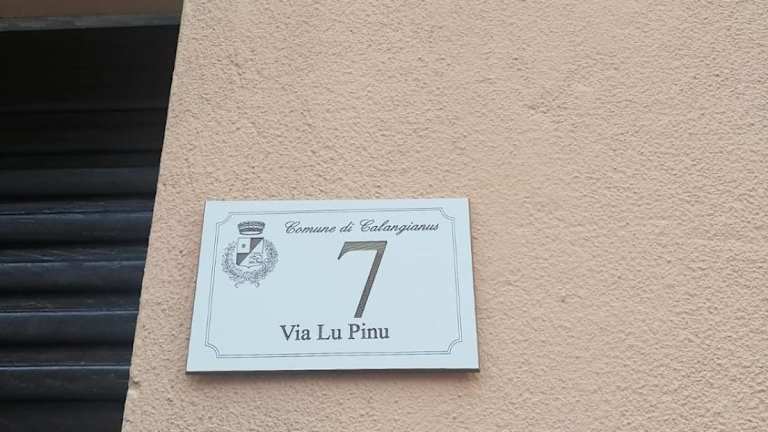 Comune di Calangianus
7
Via Lu Pinu